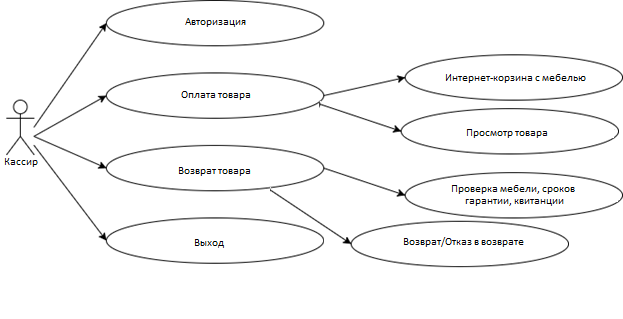 Авторизация
Оплата товара
Интернет-корзина с мебелью
Просмотр товара
Кассир
Возврат товара
Проверка мебели, сроков
гарантии, квитанции
Выход
Возврат/Отказ в возврате